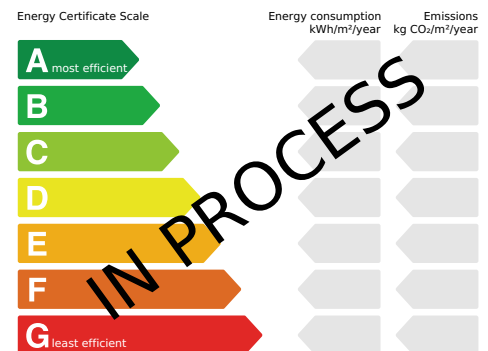 Energy Certificate Scale
Energy consumption
kWh/m²/year
Emissions
kg CO₂/m²/year
A most efficient
B
C
D
E
F
G least efficient
IN PROCESS